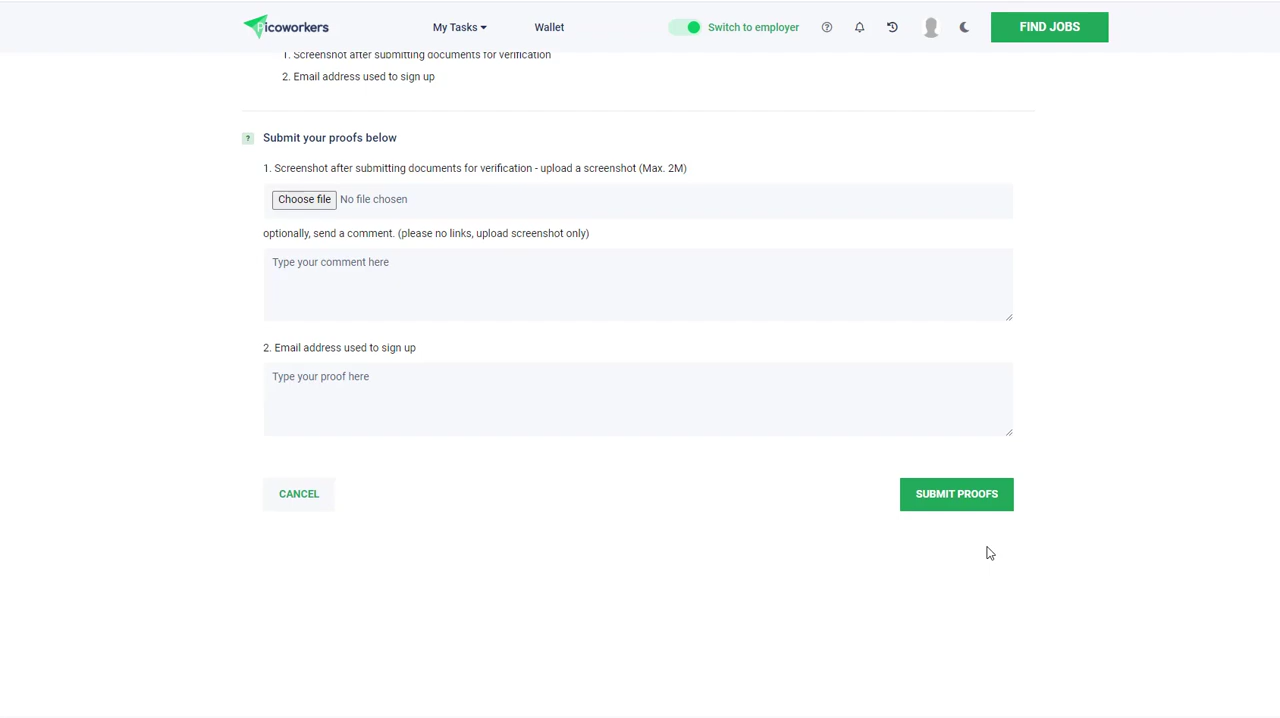 picoworkers
My Tasks
Wallet
Switch to employer
FIND JOBS
1. Screenshot after submitting documents for verification
2. Email address used to sign up
? Submit your proofs below
1. Screenshot after submitting documents for verification - upload a screenshot (Max. 2M)
Choose file No file chosen
optionally, send a comment. (please no links, upload screenshot only)
Type your comment here
2. Email address used to sign up
Type your proof here
CANCEL
SUBMIT PROOFS